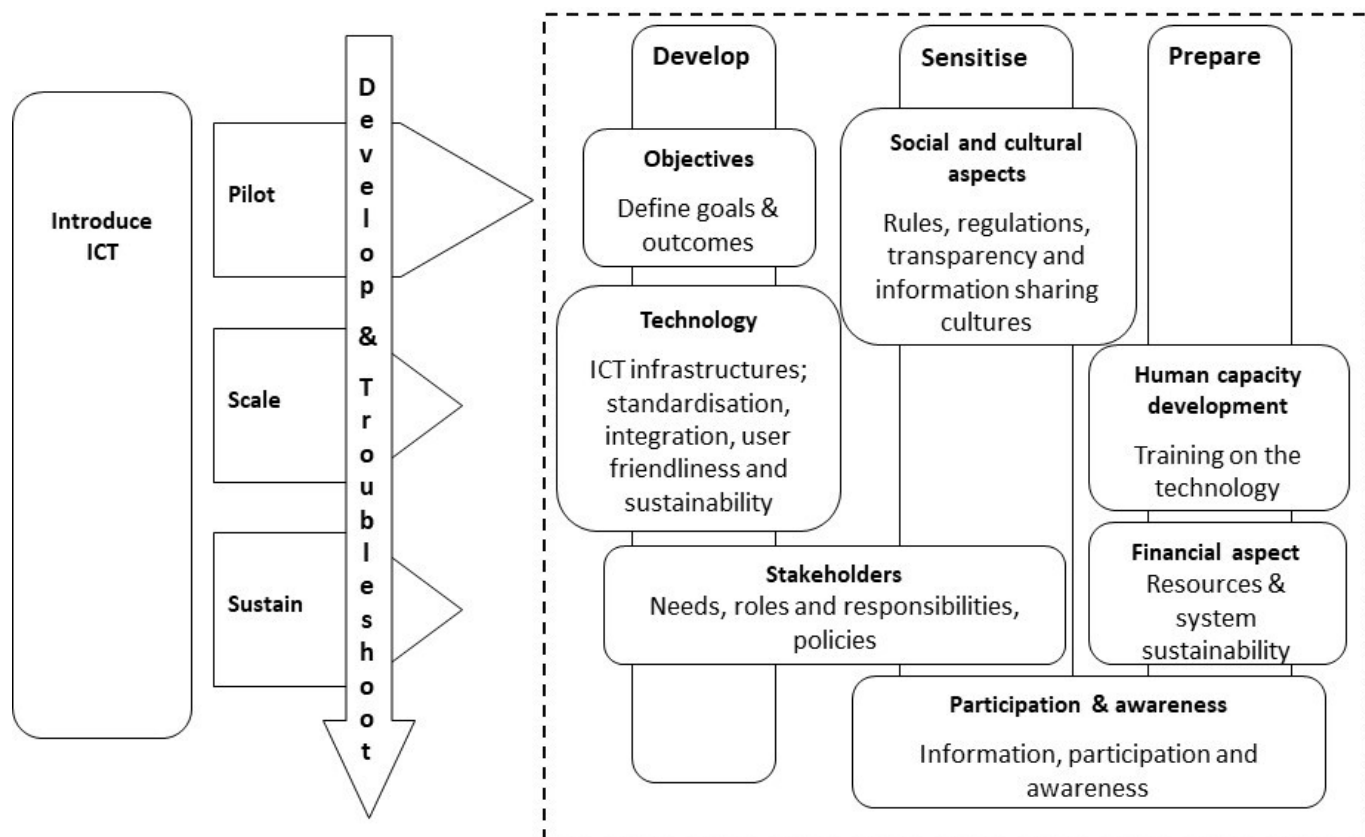 Introduce
ICT
Pilot
Scale
Sustain
Develop & Troubleshoot
Develop
Sensitise
Prepare
Objectives
Define goals &
outcomes
Technology
ICT infrastructures;
standardisation,
integration, user
friendliness and
sustainability
Social and cultural
aspects
Rules, regulations,
transparency and
information sharing
cultures
Human capacity
development
Training on the
technology
Stakeholders
Needs, roles and responsibilities,
policies
Financial aspect
Resources &
system
sustainability
Participation & awareness
Information, participation and
awareness